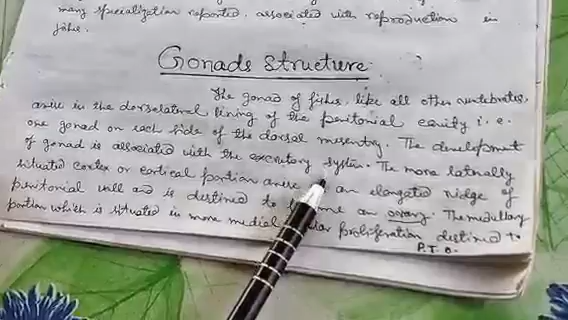 many specialization reported, associated with reproduction in
fishes.
Gonads structure
The gonad of fishes, like all other vertebrates,
arise in the dorsolateral lining of the peritonial cavity i.e.
one gonad on each side of the dorsal mesentry. The development
of gonad is associated with the excretory system. The more laterally
situated cortex or cortical portion arise an elongated ridge of
peritonial wall and is destined to an ovary. The medullary
portion which is situated in more medial proliferation destined to
P.T.O.